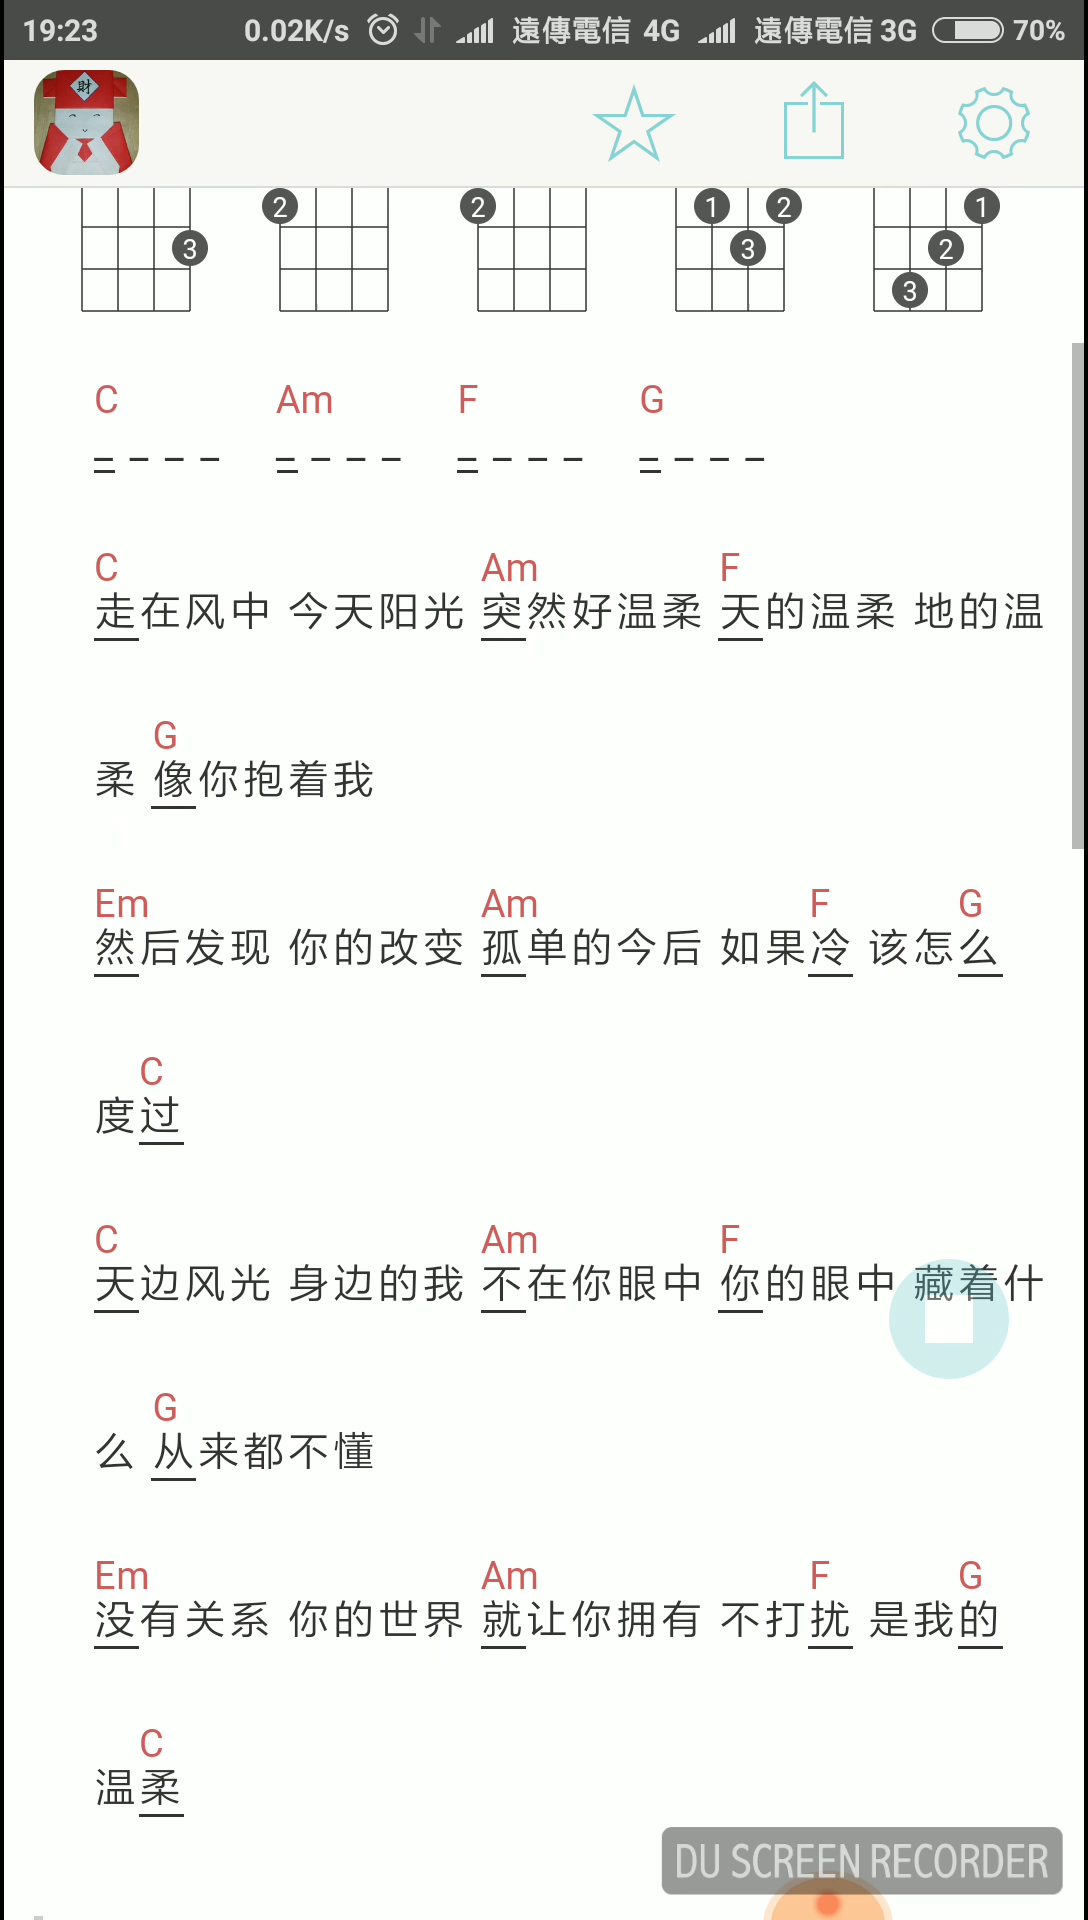 19:23 0.02K/s 遠傳電信 4G 遠傳電信 3G 70%
財
3 2 2 1 2 3 1 2 3
C Am F G
– – – – – – – – – – – – – – – –
C Am F
走在风中 今天阳光 突然好温柔 天的温柔 地的温
G
柔 像你抱着我
Em Am F G
然后发现 你的改变 孤单的今后 如果冷 该怎么
C
度过
C Am F
天边风光 身边的我 不在你眼中 你的眼中 藏着什
G
么 从来都不懂
Em Am F G
没有关系 你的世界 就让你拥有 不打扰 是我的
C
温柔
DU SCREEN RECORDER